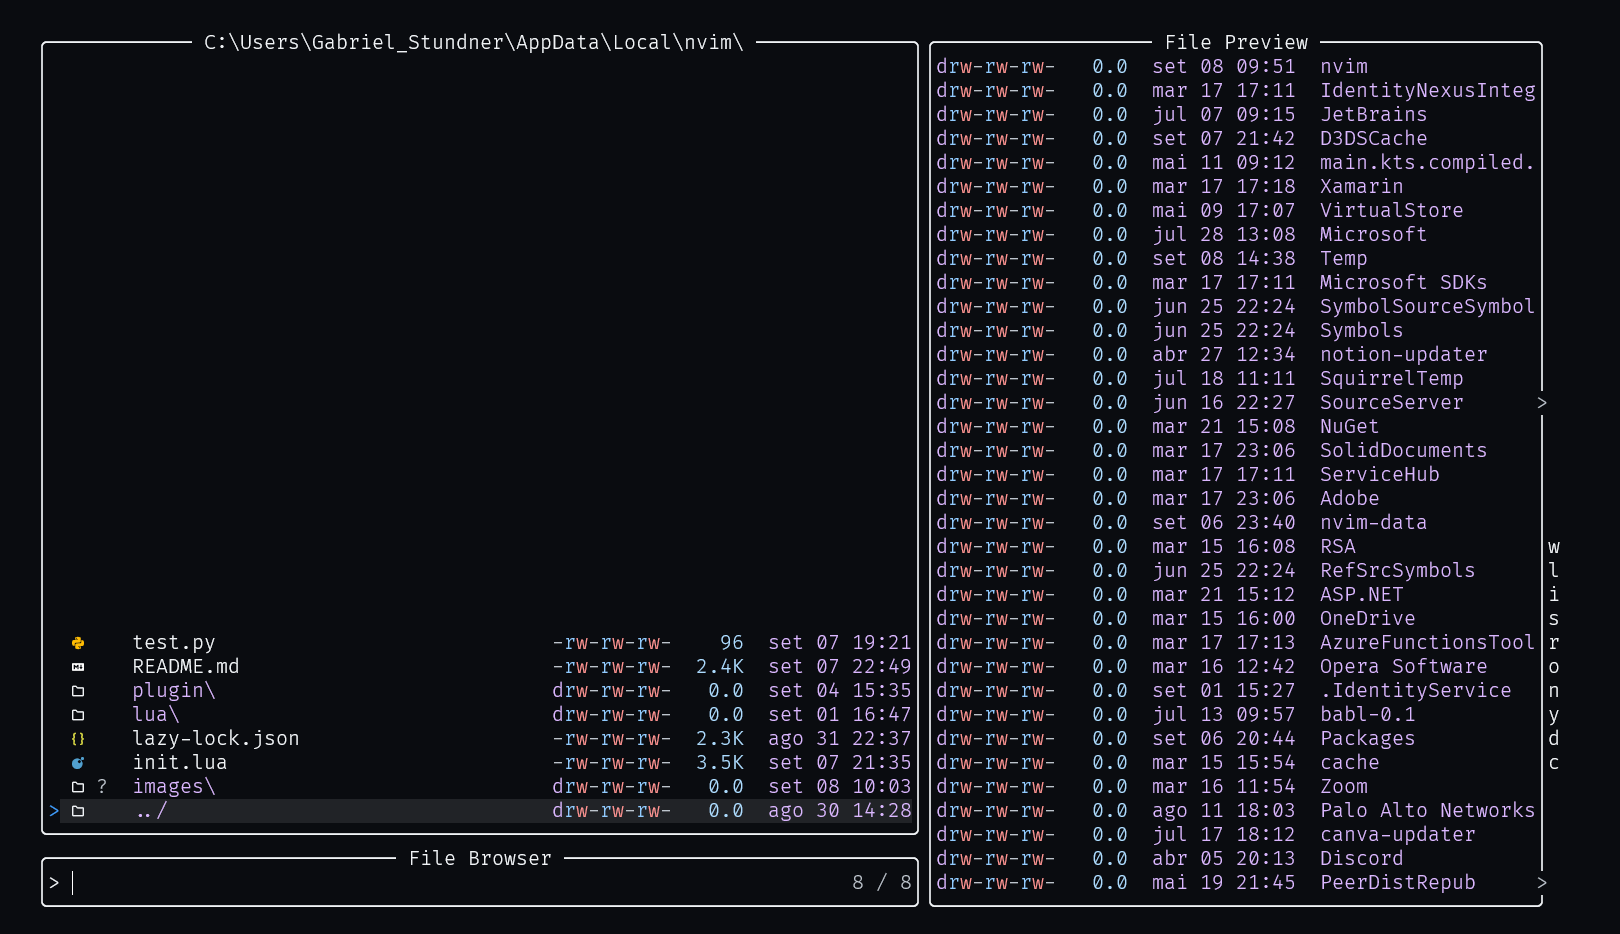 C:\Users\Gabriel_Stundner\AppData\Local\nvim\
test.py -rw-rw-rw- 96 set 07 19:21
README.md -rw-rw-rw- 2.4K set 07 22:49
plugin\ drw-rw-rw- 0.0 set 04 15:35
lua\ drw-rw-rw- 0.0 set 01 16:47
{} lazy-lock.json -rw-rw-rw- 2.3K ago 31 22:37
init.lua -rw-rw-rw- 3.5K set 07 21:35
? images\ drw-rw-rw- 0.0 set 08 10:03
> ../ drw-rw-rw- 0.0 ago 30 14:28
File Browser
> 8 / 8
File Preview
drw-rw-rw- 0.0 set 08 09:51 nvim
drw-rw-rw- 0.0 mar 17 17:11 IdentityNexusInteg
drw-rw-rw- 0.0 jul 07 09:15 JetBrains
drw-rw-rw- 0.0 set 07 21:42 D3DSCache
drw-rw-rw- 0.0 mai 11 09:12 main.kts.compiled.
drw-rw-rw- 0.0 mar 17 17:18 Xamarin
drw-rw-rw- 0.0 mai 09 17:07 VirtualStore
drw-rw-rw- 0.0 jul 28 13:08 Microsoft
drw-rw-rw- 0.0 set 08 14:38 Temp
drw-rw-rw- 0.0 mar 17 17:11 Microsoft SDKs
drw-rw-rw- 0.0 jun 25 22:24 SymbolSourceSymbol
drw-rw-rw- 0.0 jun 25 22:24 Symbols
drw-rw-rw- 0.0 abr 27 12:34 notion-updater
drw-rw-rw- 0.0 jul 18 11:11 SquirrelTemp
drw-rw-rw- 0.0 jun 16 22:27 SourceServer >
drw-rw-rw- 0.0 mar 21 15:08 NuGet
drw-rw-rw- 0.0 mar 17 23:06 SolidDocuments
drw-rw-rw- 0.0 mar 17 17:11 ServiceHub
drw-rw-rw- 0.0 mar 17 23:06 Adobe
drw-rw-rw- 0.0 set 06 23:40 nvim-data
drw-rw-rw- 0.0 mar 15 16:08 RSA w
drw-rw-rw- 0.0 jun 25 22:24 RefSrcSymbols l
drw-rw-rw- 0.0 mar 21 15:12 ASP.NET i
drw-rw-rw- 0.0 mar 15 16:00 OneDrive s
drw-rw-rw- 0.0 mar 17 17:13 AzureFunctionsTool r
drw-rw-rw- 0.0 mar 16 12:42 Opera Software o
drw-rw-rw- 0.0 set 01 15:27 .IdentityService n
drw-rw-rw- 0.0 jul 13 09:57 babl-0.1 y
drw-rw-rw- 0.0 set 06 20:44 Packages d
drw-rw-rw- 0.0 mar 15 15:54 cache c
drw-rw-rw- 0.0 mar 16 11:54 Zoom
drw-rw-rw- 0.0 ago 11 18:03 Palo Alto Networks
drw-rw-rw- 0.0 jul 17 18:12 canva-updater
drw-rw-rw- 0.0 abr 05 20:13 Discord
drw-rw-rw- 0.0 mai 19 21:45 PeerDistRepub >